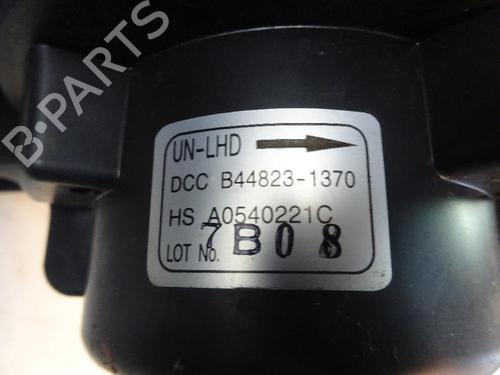 B-PARTS
UN-LHD
DCC B44823-1370
HS A0540221C
LOT No. 7B08